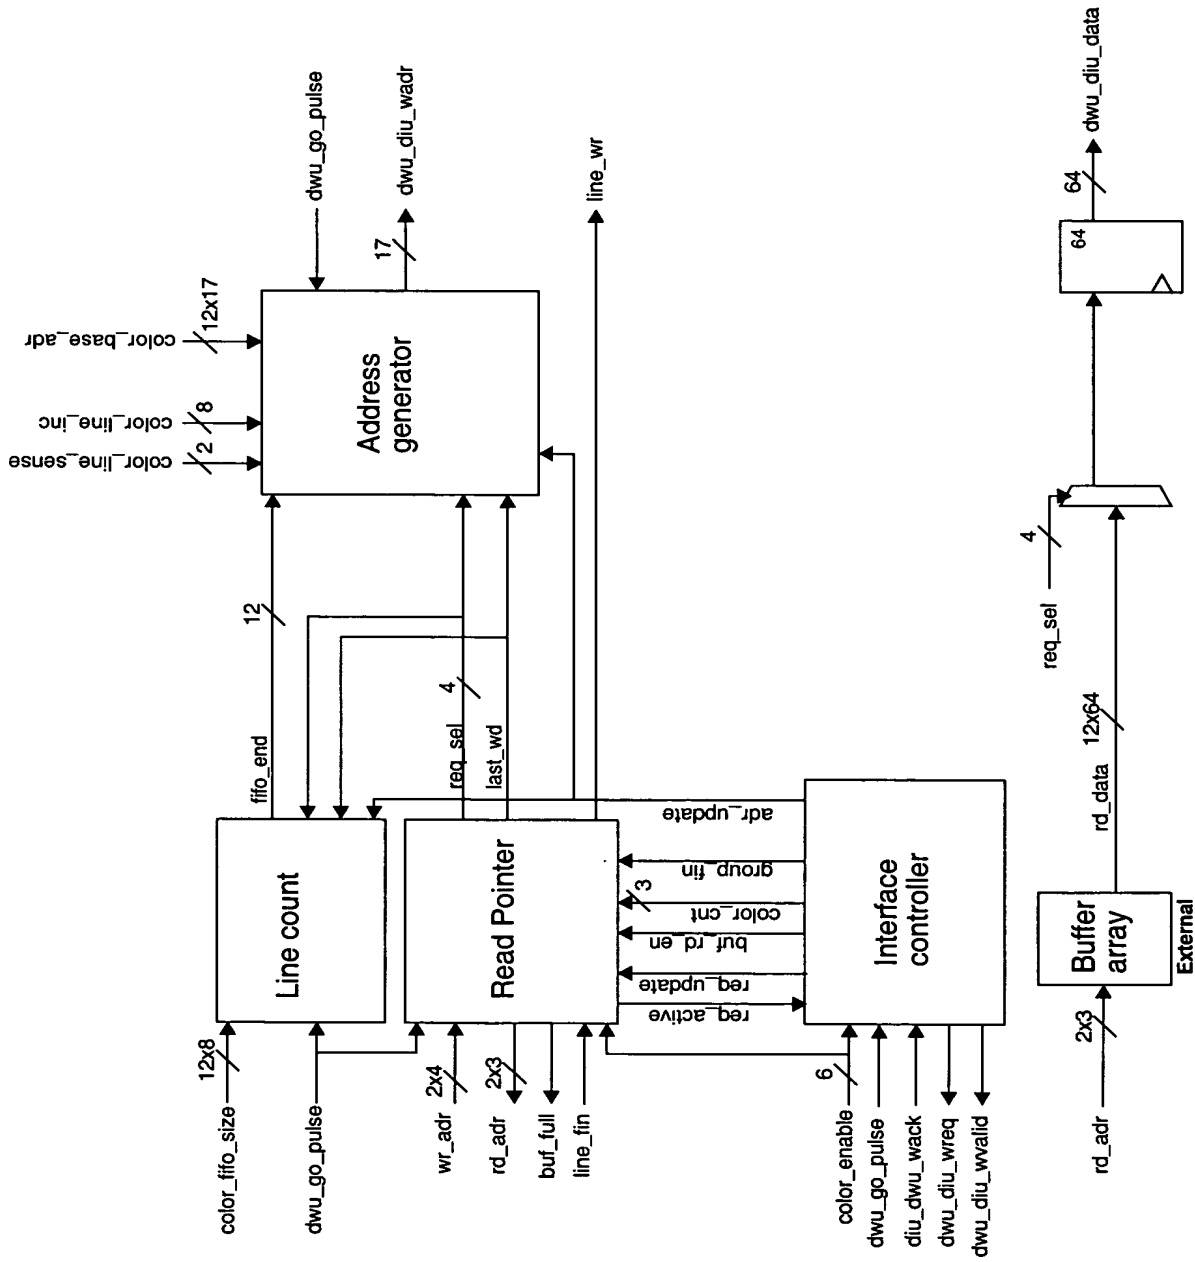 color_fifo_size
12x8
dwu_go_pulse
Line count
fifo_end
12
color_line_sense
2
color_line_inc
8
color_base_adr
12x17
Address
generator
dwu_go_pulse
17
dwu_diu_wadr
wr_adr
2x4
rd_adr
2x3
buf_full
line_fin
Read Pointer
req_sel
4
last_wd
line_wr
req_active
req_update
buf_rd_en
color_cnt
3
group_fin
adr_update
color_enable
6
dwu_go_pulse
diu_dwu_wack
dwu_diu_wreq
dwu_diu_wvalid
Interface
controller
rd_adr
2x3
Buffer
array
External
rd_data
12x64
req_sel
4
64
64
dwu_diu_data